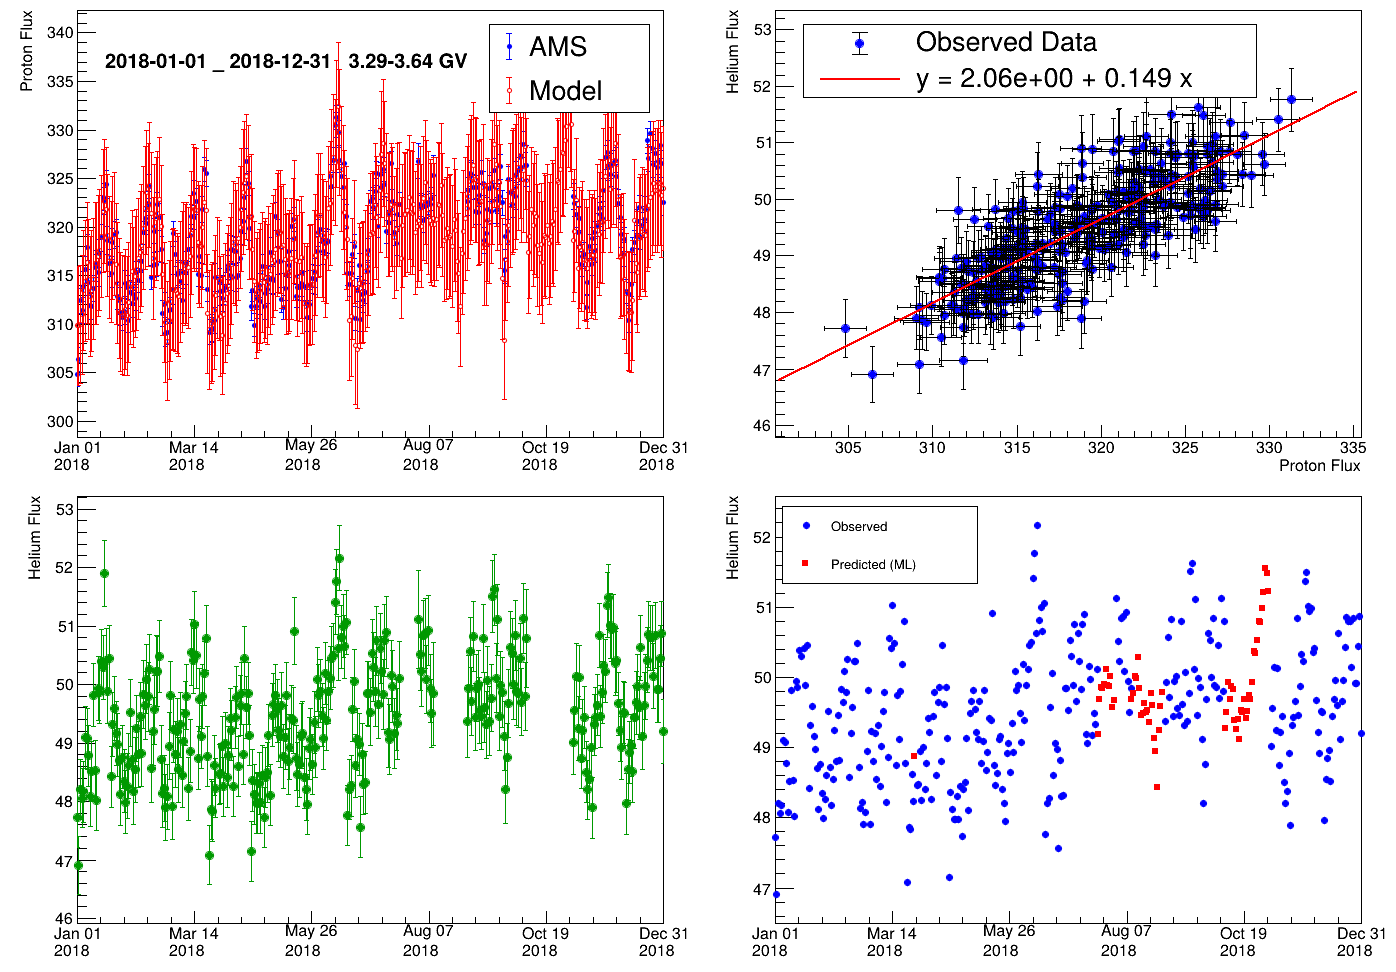 Proton Flux
340
335
330
325
320
315
310
305
300
2018-01-01 _ 2018-12-31 3.29-3.64 GV
AMS
Model
Jan 01 Mar 14 May 26 Aug 07 Oct 19 Dec 31
2018 2018 2018 2018 2018 2018
Helium Flux
53
52
51
50
49
48
47
46
Observed Data
y = 2.06e+00 + 0.149 x
305 310 315 320 325 330 335
Proton Flux
Helium Flux
53
52
51
50
49
48
47
46
Jan 01 Mar 14 May 26 Aug 07 Oct 19 Dec 31
2018 2018 2018 2018 2018 2018
Helium Flux
52
51
50
49
48
47
Observed
Predicted (ML)
Jan 01 Mar 14 May 26 Aug 07 Oct 19 Dec 31
2018 2018 2018 2018 2018 2018